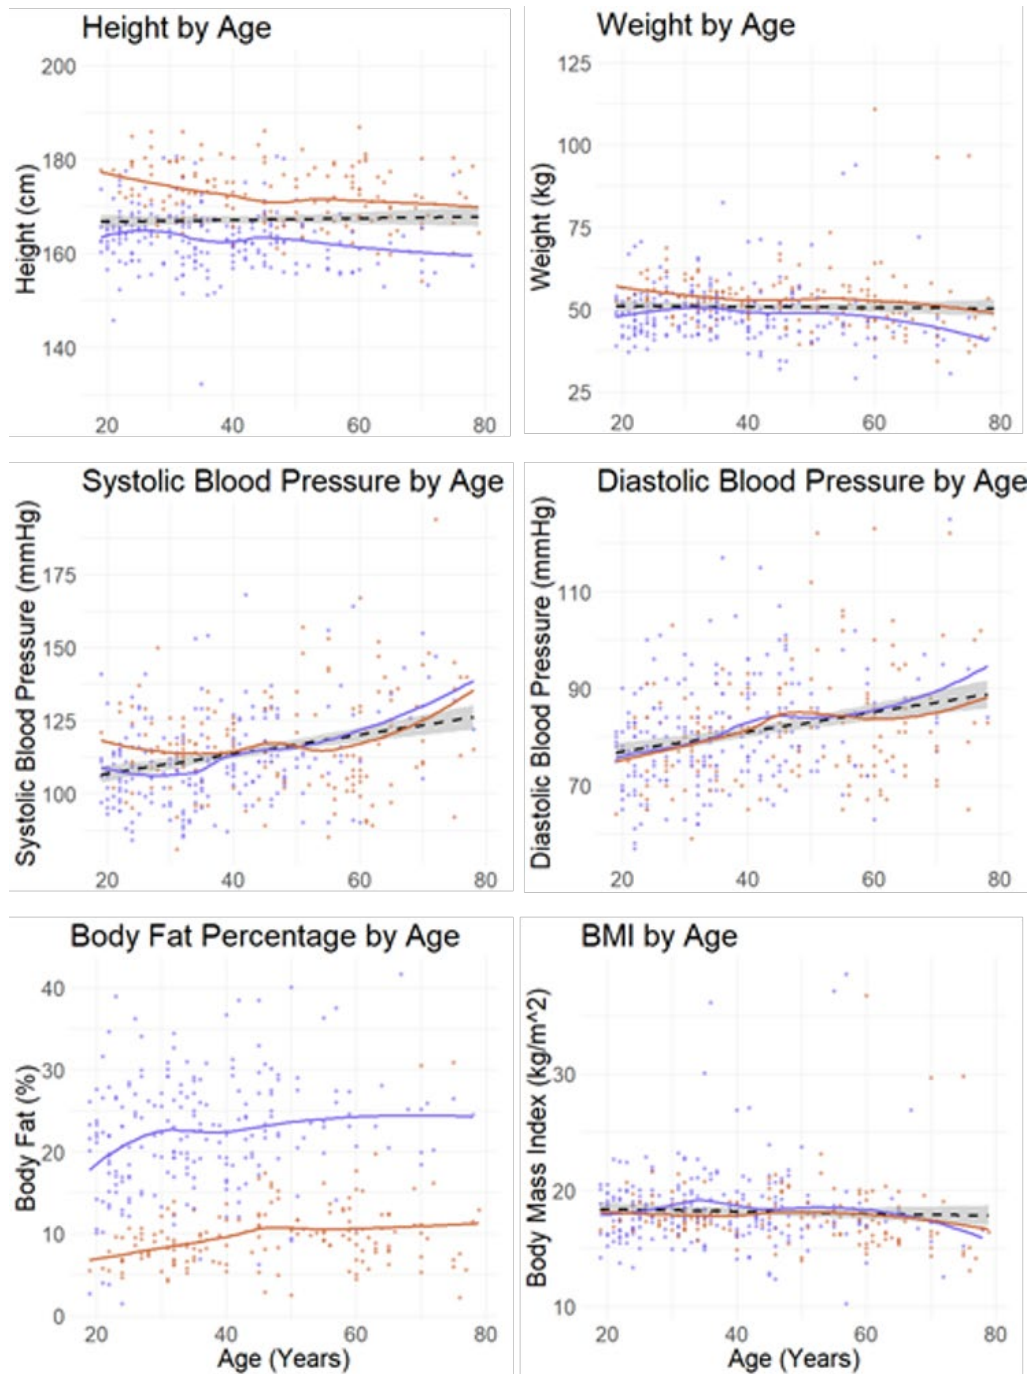 Height by Age
Height (cm)
200
180
160
140
20 40 60 80
Weight by Age
Weight (kg)
125
100
75
50
25
20 40 60 80
Systolic Blood Pressure by Age
Systolic Blood Pressure (mmHg)
175
150
125
100
20 40 60 80
Diastolic Blood Pressure by Age
Diastolic Blood Pressure (mmHg)
110
90
70
20 40 60 80
Body Fat Percentage by Age
Body Fat (%)
40
30
20
10
0
20 40 60 80
Age (Years)
BMI by Age
Body Mass Index (kg/m^2)
30
20
10
20 40 60 80
Age (Years)